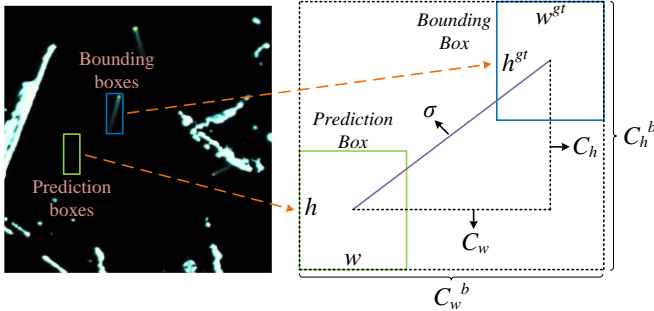 Bounding
boxes
Prediction
boxes
Bounding
Box
w^{gt}
h^{gt}
Prediction
Box
σ
C_h
C_h^b
h
w
C_w
C_w^b